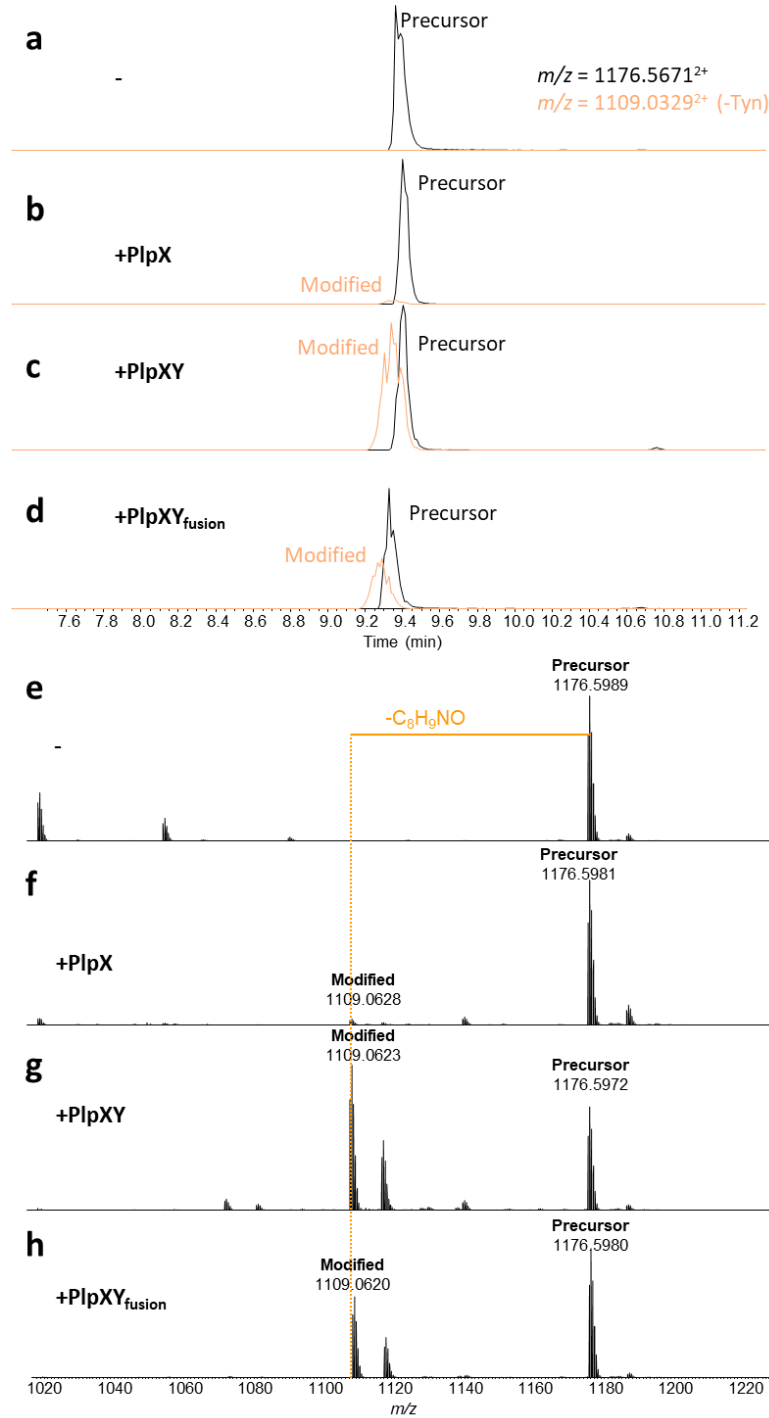 a
Precursor
-
m/z = 1176.5671²⁺
m/z = 1109.0329²⁺ (-Tyn)
b
Precursor
+PlpX
Modified
c
Modified
Precursor
+PlpXY
d
+PlpXY fusion
Precursor
Modified
7.6 7.8 8.0 8.2 8.4 8.6 8.8 9.0 9.2 9.4 9.6 9.8 10.0 10.2 10.4 10.6 10.8 11.0 11.2
Time (min)
e
Precursor
1176.5989
-C₈H₉NO
-
f
Precursor
1176.5981
+PlpX
Modified
1109.0628
g
Modified
1109.0623
Precursor
1176.5972
+PlpXY
h
Precursor
1176.5980
Modified
1109.0620
+PlpXY fusion
1020 1040 1060 1080 1100 1120 1140 1160 1180 1200 1220
m/z